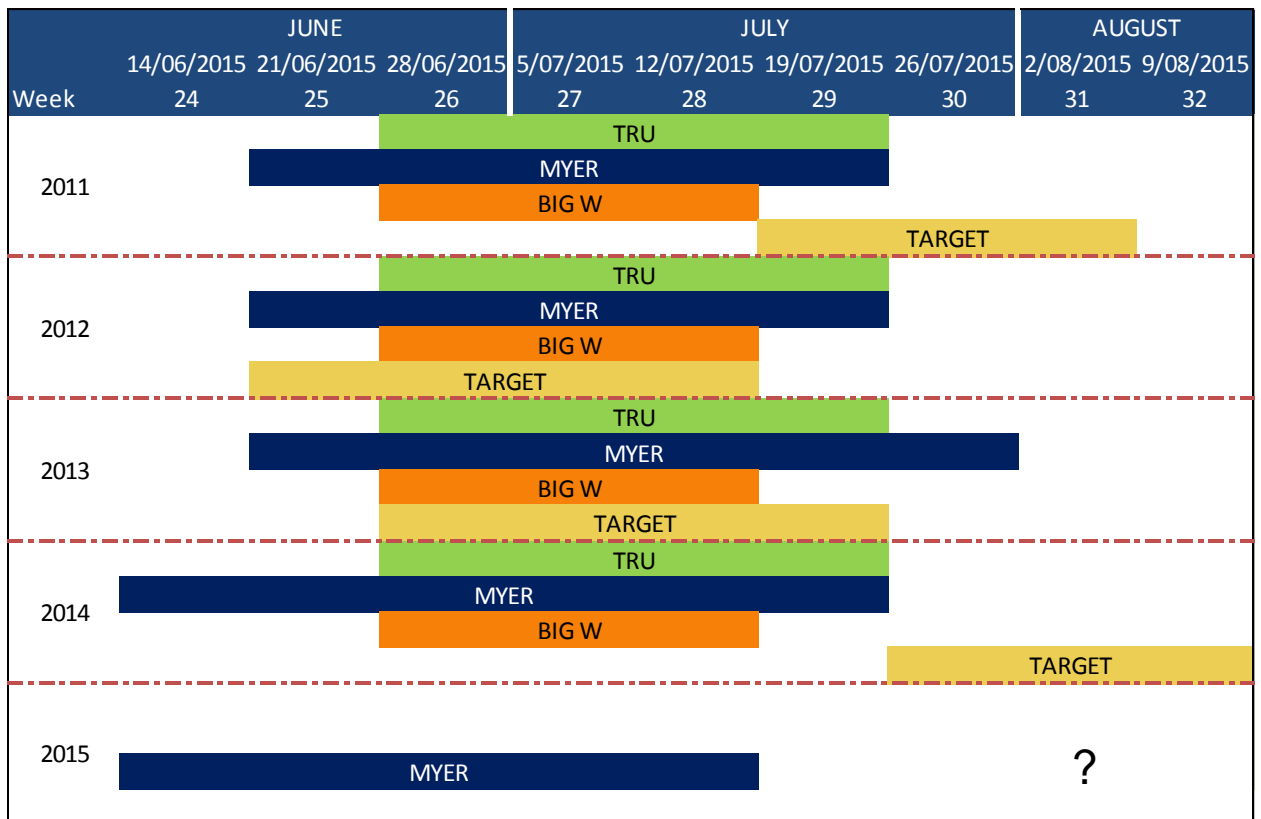 JUNE JULY AUGUST
14/06/2015 21/06/2015 28/06/2015 5/07/2015 12/07/2015 19/07/2015 26/07/2015 2/08/2015 9/08/2015
Week 24 25 26 27 28 29 30 31 32
TRU
MYER
2011
BIG W
TARGET
TRU
MYER
2012
BIG W
TARGET
TRU
MYER
2013
BIG W
TARGET
TRU
MYER
2014
BIG W
TARGET
2015 ?
MYER